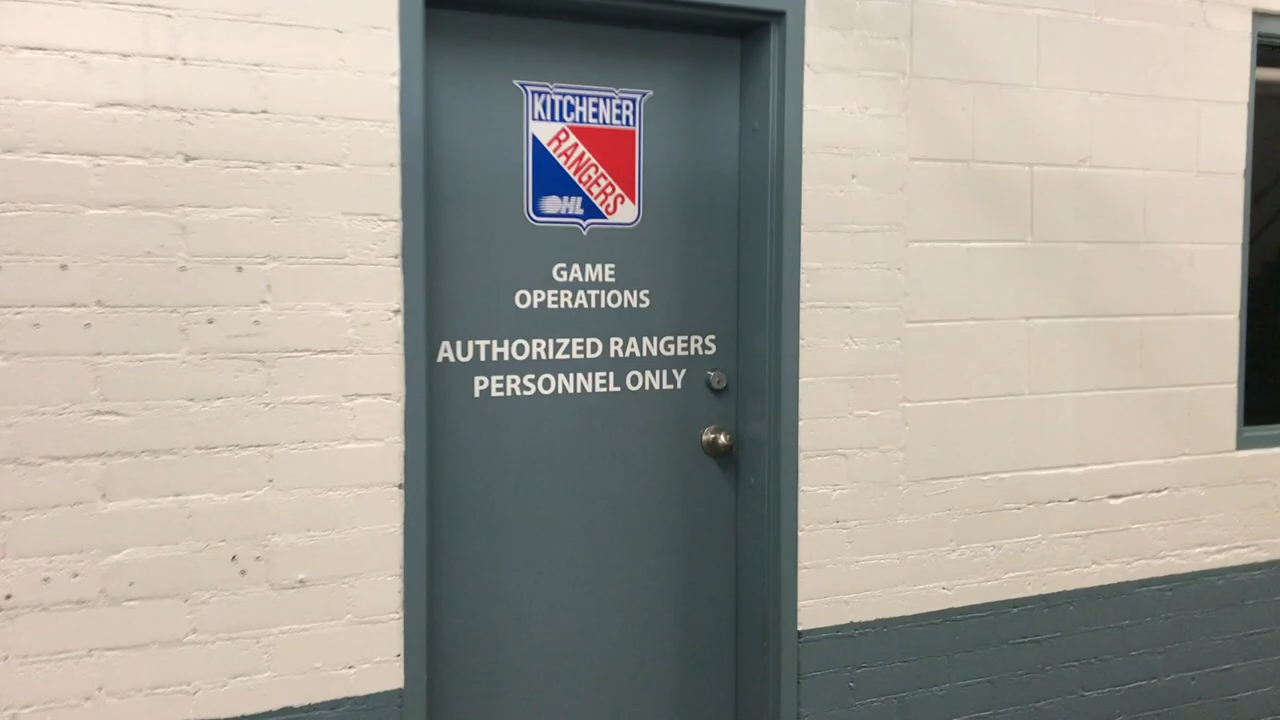 KITCHENER
RANGERS
OHL
GAME
OPERATIONS
AUTHORIZED RANGERS
PERSONNEL ONLY